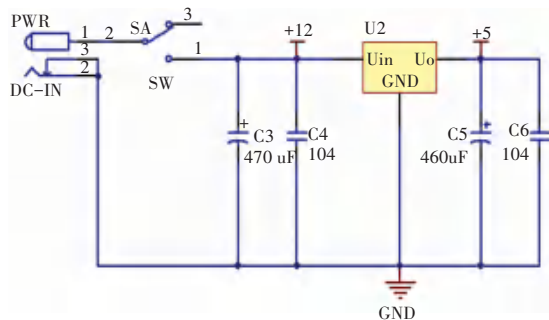 PWR
1
2
SA
3
3
2
DC-IN
SW
1
+12
U2
+5
Uin
Uo
GND
+
C3
470 uF
C4
104
+
C5
460uF
C6
104
GND